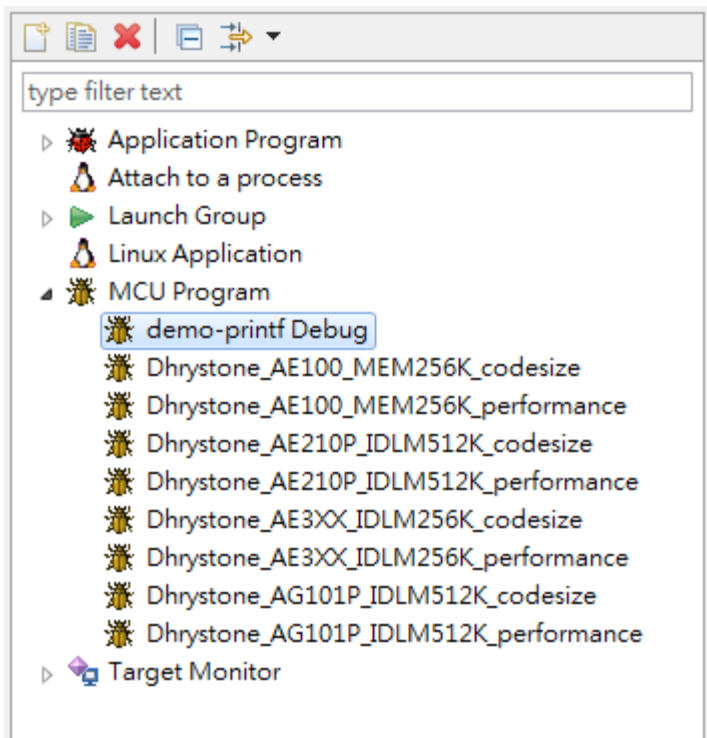 type filter text
Application Program
Attach to a process
Launch Group
Linux Application
MCU Program
demo-printf Debug
Dhrystone_AE100_MEM256K_codesize
Dhrystone_AE100_MEM256K_performance
Dhrystone_AE210P_IDLM512K_codesize
Dhrystone_AE210P_IDLM512K_performance
Dhrystone_AE3XX_IDLM256K_codesize
Dhrystone_AE3XX_IDLM256K_performance
Dhrystone_AG101P_IDLM512K_codesize
Dhrystone_AG101P_IDLM512K_performance
Target Monitor